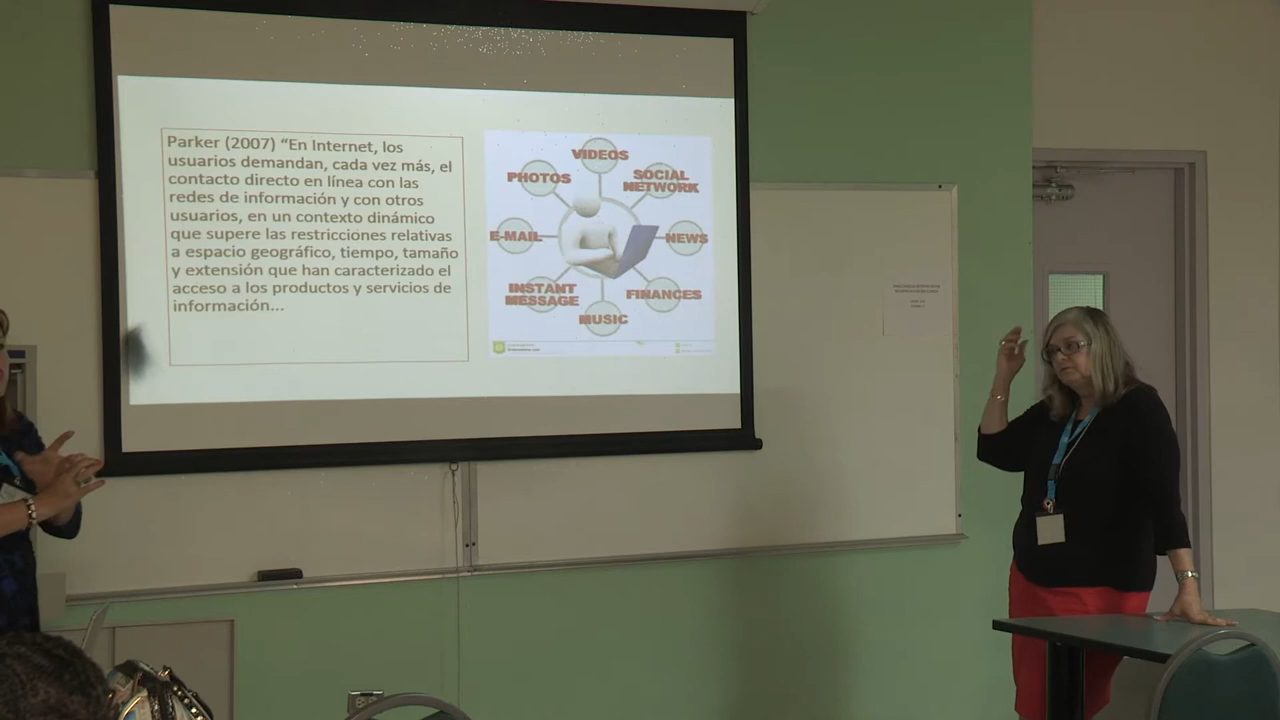 Parker (2007) “En Internet, los
usuarios demandan, cada vez más, el
contacto directo en línea con las
redes de información y con otros
usuarios, en un contexto dinámico
que supere las restricciones relativas
a espacio geográfico, tiempo, tamaño
y extensión que han caracterizado el
acceso a los productos y servicios de
información...
VIDEOS
PHOTOS
SOCIAL
NETWORK
E-MAIL
NEWS
INSTANT
MESSAGE
FINANCES
MUSIC